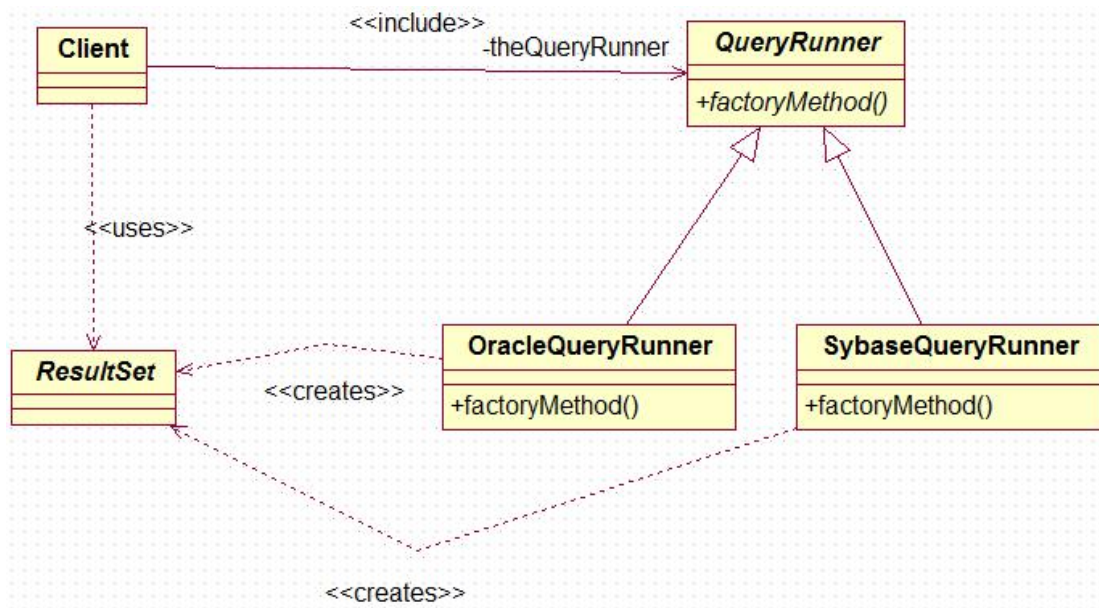 <<include>>
Client
-theQueryRunner
QueryRunner
+factoryMethod()
<<uses>>
ResultSet
<<creates>>
OracleQueryRunner
+factoryMethod()
SybaseQueryRunner
+factoryMethod()
<<creates>>